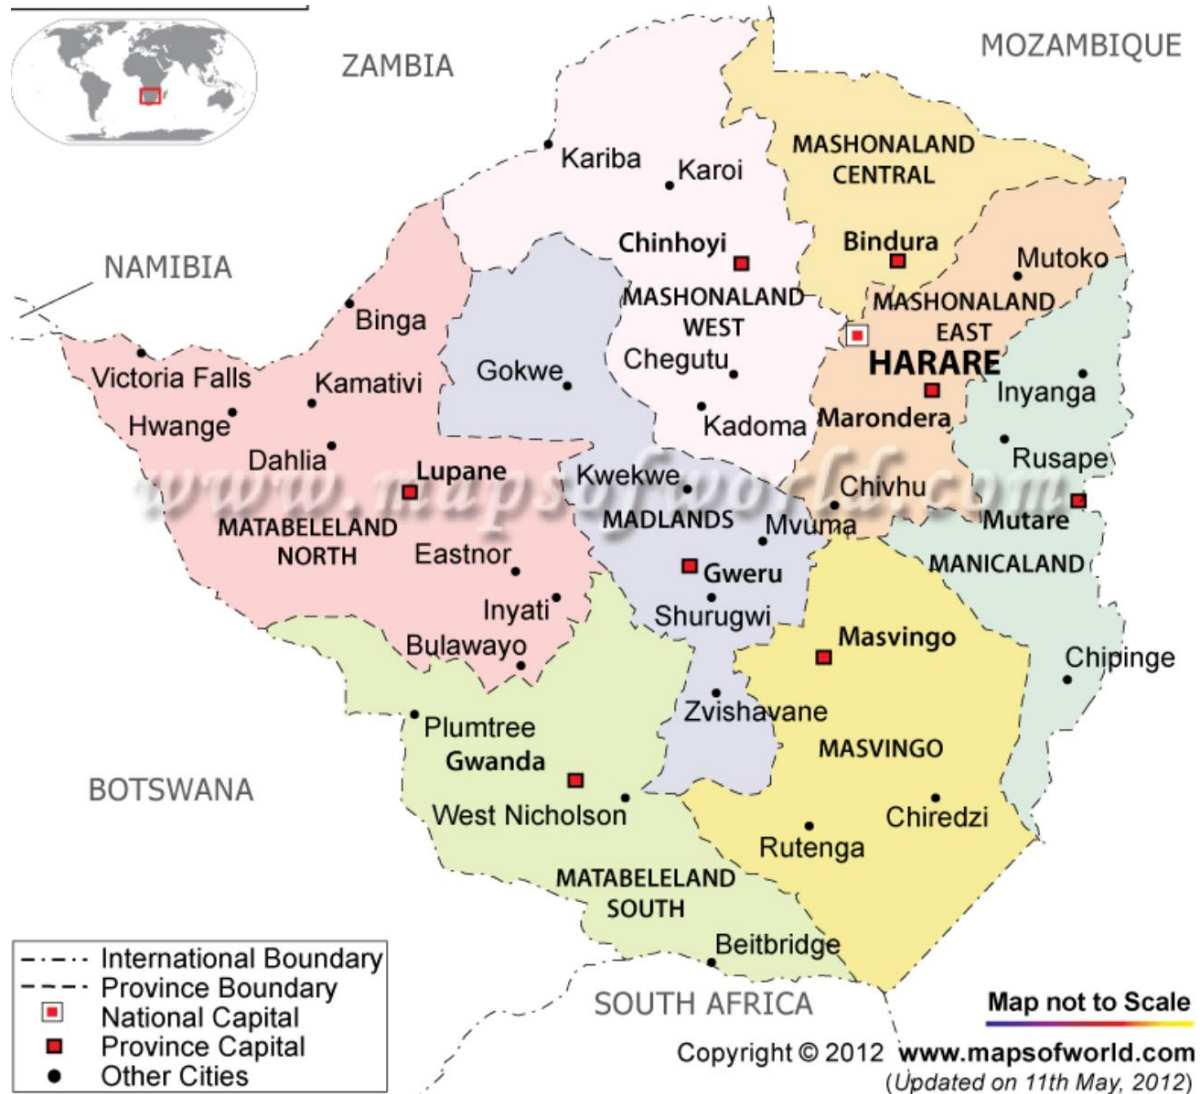 MOZAMBIQUE
ZAMBIA
MASHONALAND
CENTRAL
Kariba
Karoi
Chinhoyi
Bindura
Mutoko
NAMIBIA
MASHONALAND
WEST
MASHONALAND
EAST
Binga
Victoria Falls
Kamativi
Gokwe
Chegutu
HARARE
Inyanga
Hwange
Kadoma
Marondera
Dahlia
Lupane
Kwekwe
Rusape
www.mapsofworld.com
Chivhu
MATABELELAND
NORTH
MADLANDS
Mvuma
Mutare
Eastnor
Gweru
MANICALAND
Inyati
Shurugwi
Bulawayo
Masvingo
Chipinge
Plumtree
Zvishavane
Gwanda
MASVINGO
BOTSWANA
West Nicholson
Chiredzi
Rutenga
MATABELELAND
SOUTH
Beitbridge
SOUTH AFRICA
International Boundary
Province Boundary
National Capital
Province Capital
Other Cities
Map not to Scale
Copyright © 2012 www.mapsofworld.com
(Updated on 11th May, 2012)